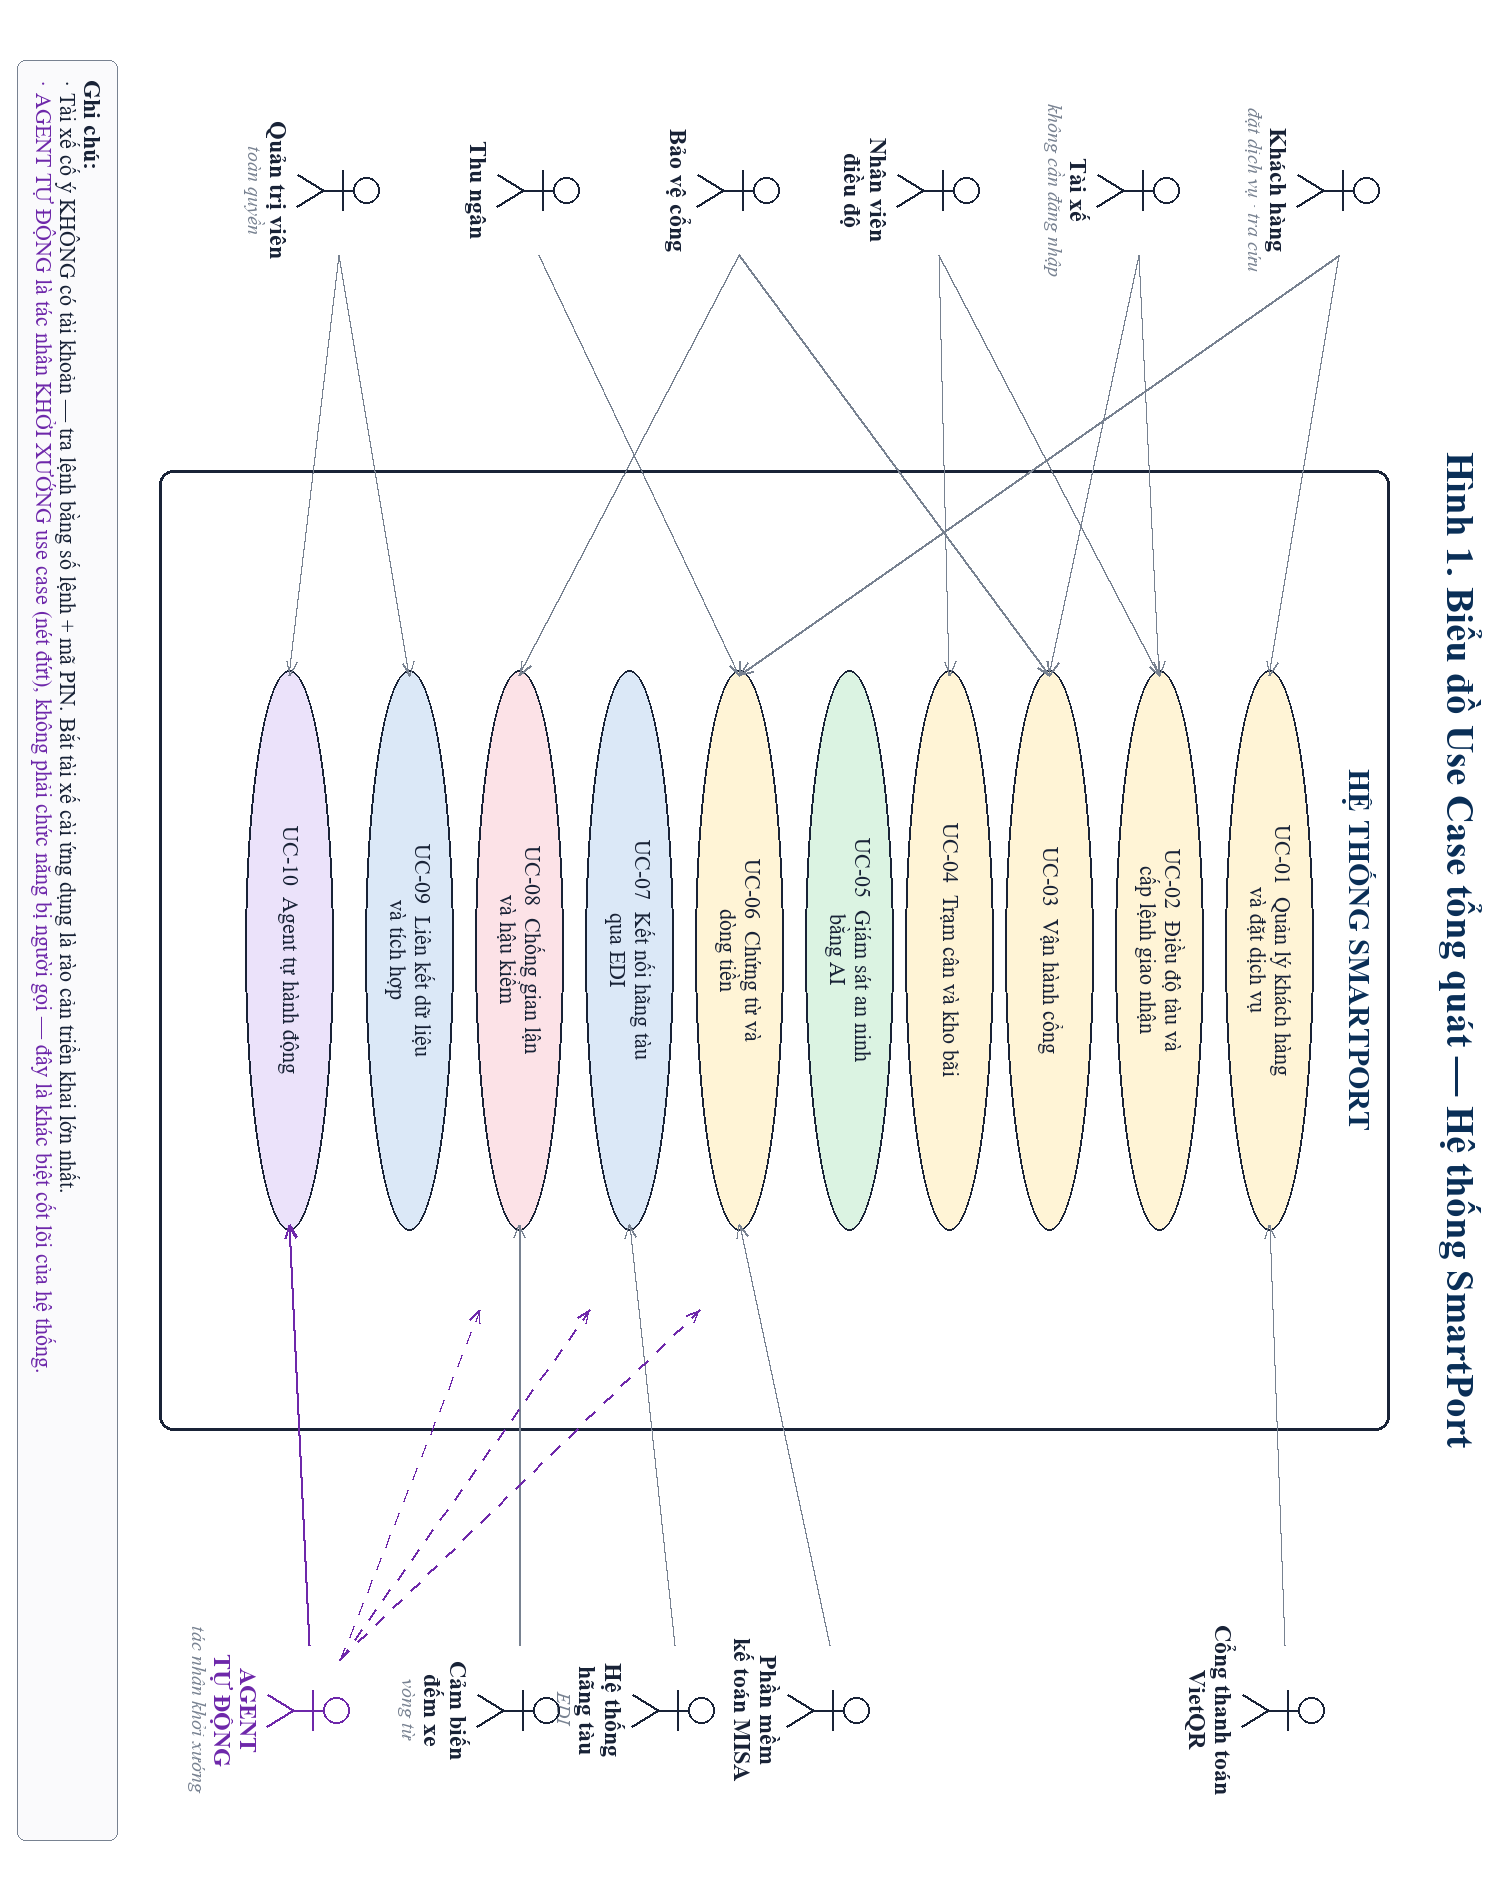 Hình 1. Biểu đồ Use Case tổng quát — Hệ thống SmartPort
HỆ THỐNG SMARTPORT
Khách hàng
đặt dịch vụ · tra cứu
Tài xế
không cần đăng nhập
Nhân viên
điều độ
Bảo vệ cổng
Thu ngân
Quản trị viên
toàn quyền
UC-01 Quản lý khách hàng
và đặt dịch vụ
UC-02 Điều độ tàu và
cấp lệnh giao nhận
UC-03 Vận hành cổng
UC-04 Trạm cân và kho bãi
UC-05 Giám sát an ninh
bằng AI
UC-06 Chứng từ và
dòng tiền
UC-07 Kết nối hãng tàu
qua EDI
UC-08 Chống gian lận
và hậu kiểm
UC-09 Liên kết dữ liệu
và tích hợp
UC-10 Agent tự hành động
Cổng thanh toán
VietQR
Phần mềm
kế toán MISA
Hệ thống
hãng tàu
EDI
Cảm biến
đếm xe
vòng từ
AGENT
TỰ ĐỘNG
tác nhân khởi xướng
Ghi chú:
· Tài xế cố ý KHÔNG có tài khoản — tra lệnh bằng số lệnh + mã PIN. Bắt tài xế cài ứng dụng là rào cản triển khai lớn nhất.
· AGENT TỰ ĐỘNG là tác nhân KHỞI XƯỚNG use case (nét đứt), không phải chức năng bị người gọi — đây là khác biệt cốt lõi của hệ thống.